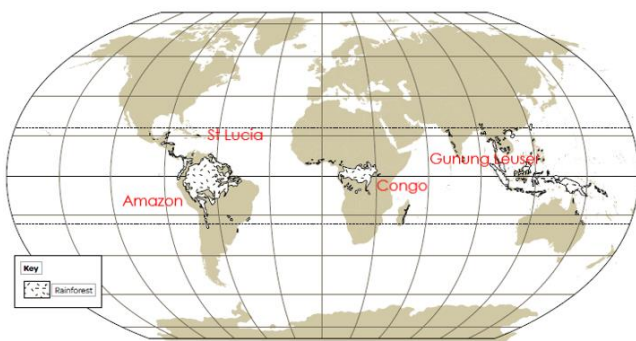 St Lucia
Gunung Leuser
Congo
Amazon
Key
Rainforest